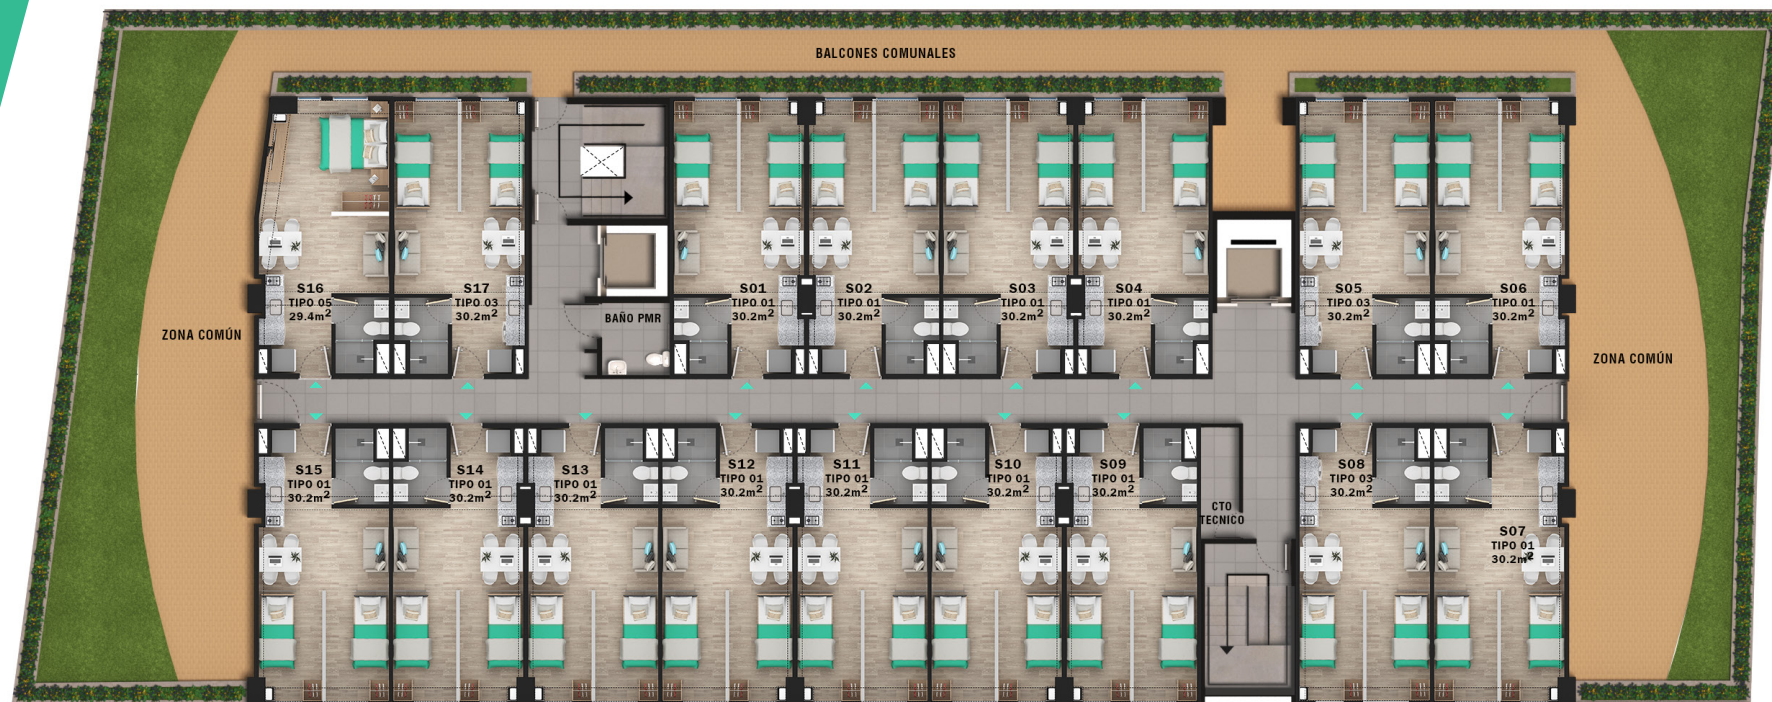 BALCONES COMUNALES
S16
TIPO 05
29.4m2
S17
TIPO 03
30.2m2
S01
TIPO 01
30.2m2
S02
TIPO 01
30.2m2
S03
TIPO 01
30.2m2
S04
TIPO 01
30.2m2
S05
TIPO 03
30.2m2
S06
TIPO 01
30.2m2
BAÑO PMR
ZONA COMÚN
ZONA COMÚN
S15
TIPO 01
30.2m2
S14
TIPO 01
30.2m2
S13
TIPO 01
30.2m2
S12
TIPO 01
30.2m2
S11
TIPO 01
30.2m2
S10
TIPO 01
30.2m2
S09
TIPO 01
30.2m2
S08
TIPO 03
30.2m2
CTO
TECNICO
S07
TIPO 01
30.2m2